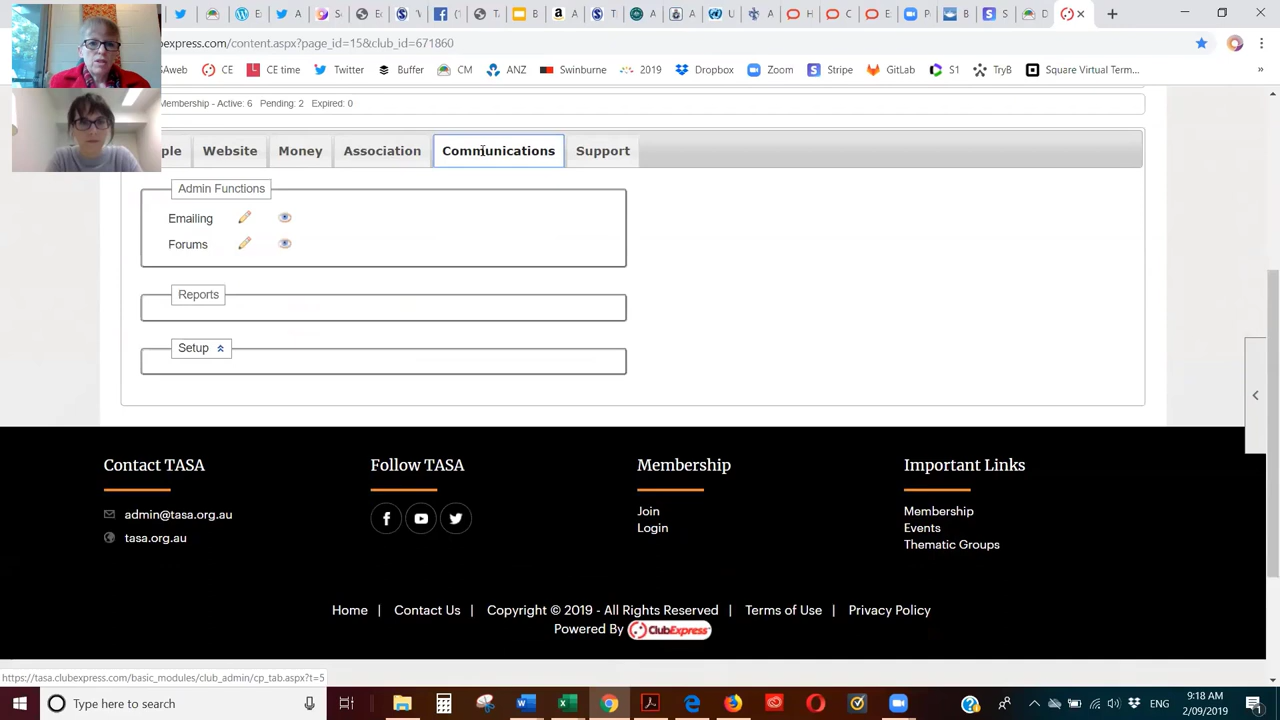 express.com/content.aspx?page_id=15&club_id=671860
SAweb CE CE time Twitter Buffer CM ANZ Swinburne 2019 Dropbox Zoom Stripe GitLab S1 TryB Square Virtual Term...
Membership - Active: 6 Pending: 2 Expired: 0
ple Website Money Association Communications Support
Admin Functions
Emailing
Forums
Reports
Setup
Contact TASA Follow TASA Membership Important Links
admin@tasa.org.au Join Membership
tasa.org.au Login Events
Thematic Groups
Home | Contact Us | Copyright © 2019 - All Rights Reserved | Terms of Use | Privacy Policy
Powered By ClubExpress
https://tasa.clubexpress.com/basic_modules/club_admin/cp_tab.aspx?t=5
Type here to search
ENG
9:18 AM
2/09/2019